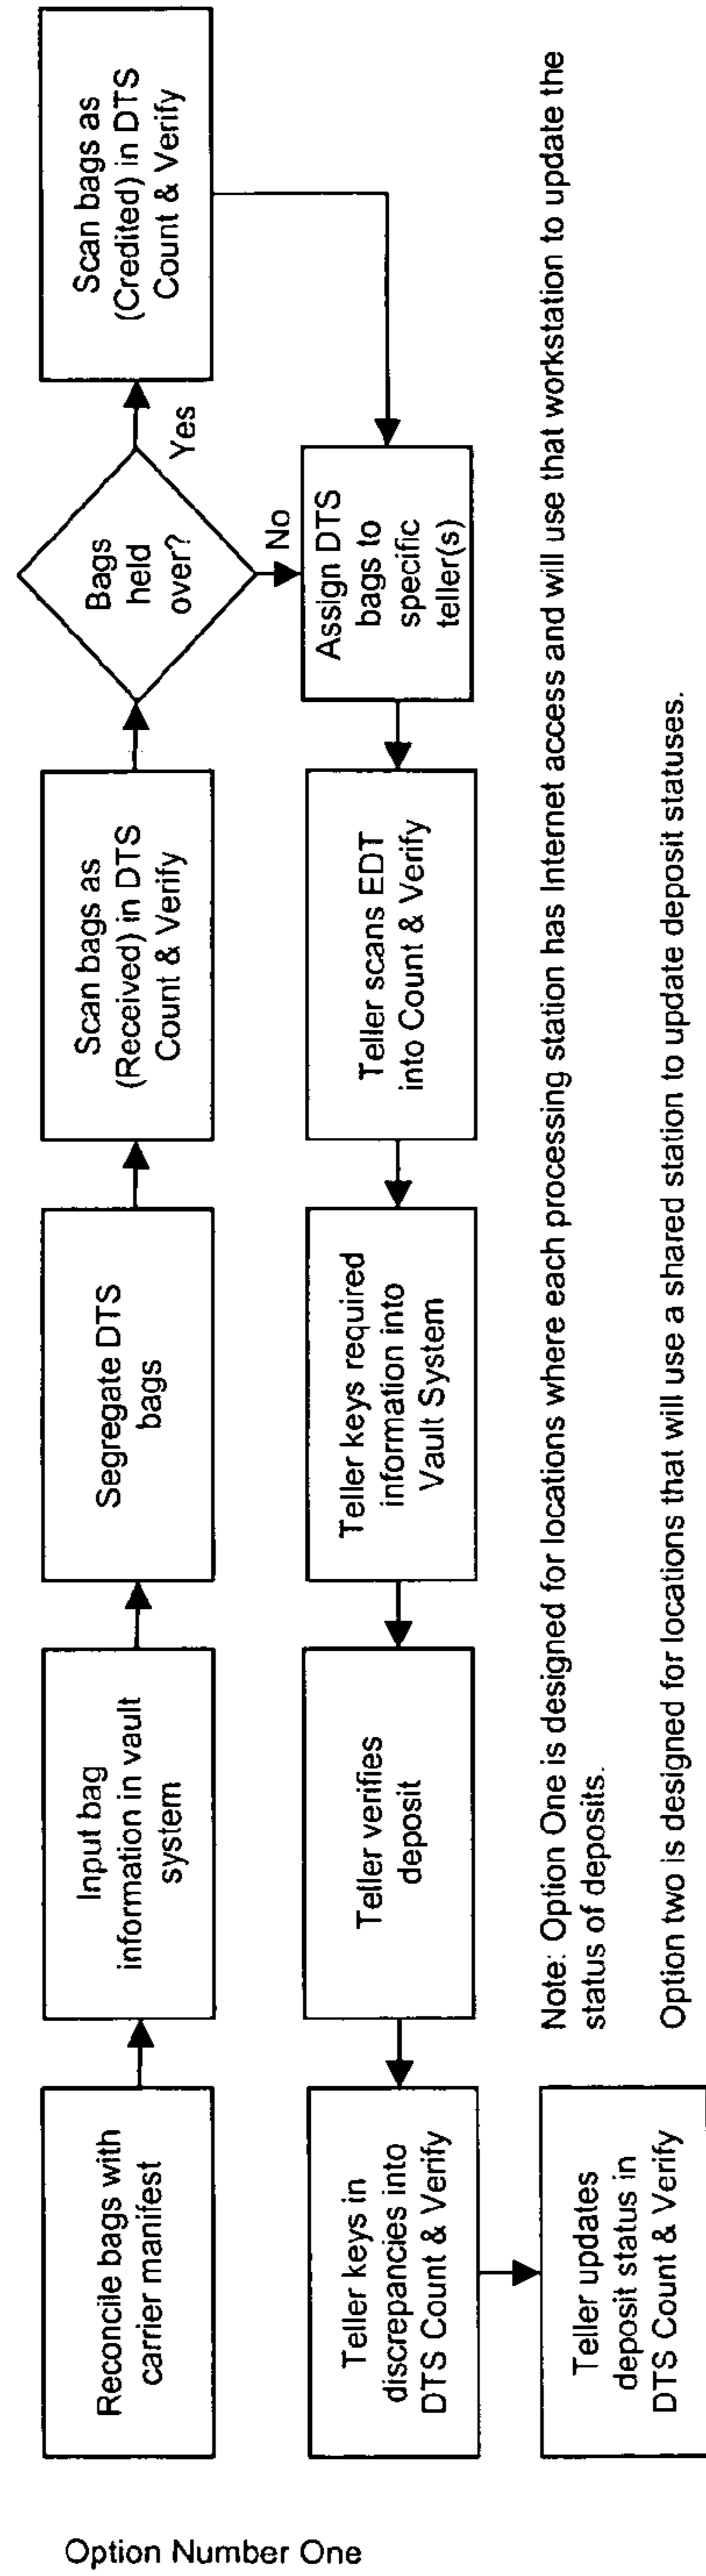 Option Number One
Reconcile bags with
carrier manifest
Input bag
information in vault
system
Segregate DTS
bags
Scan bags as
(Received) in DTS
Count & Verify
Bags
held
over?
Yes
No
Scan bags as
(Credited) in DTS
Count & Verify
Assign DTS
bags to
specific
teller(s)
Teller scans EDT
into Count & Verify
Teller keys required
information into
Vault System
Teller verifies
deposit
Teller keys in
discrepancies into
DTS Count & Verify
Teller updates
deposit status in
DTS Count & Verify
Note: Option One is designed for locations where each processing station has Internet access and will use that workstation to update the
status of deposits.
Option two is designed for locations that will use a shared station to update deposit statuses.